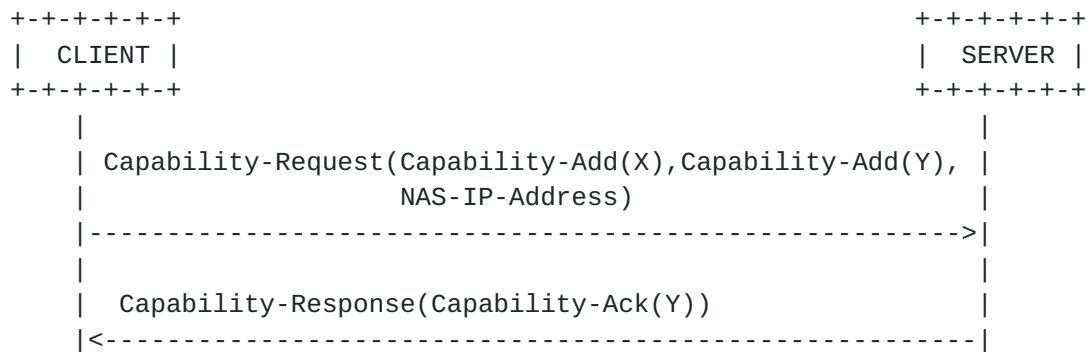 +-+-+-+-+-+                                               +-+-+-+-+-+
|  CLIENT |                                               |  SERVER |
+-+-+-+-+-+                                               +-+-+-+-+-+
    |                                                         |
    | Capability-Request(Capability-Add(X),Capability-Add(Y), |
    |                    NAS-IP-Address)                      |
    |-------------------------------------------------------->|
    |                                                         |
    |  Capability-Response(Capability-Ack(Y))                 |
    |<--------------------------------------------------------|